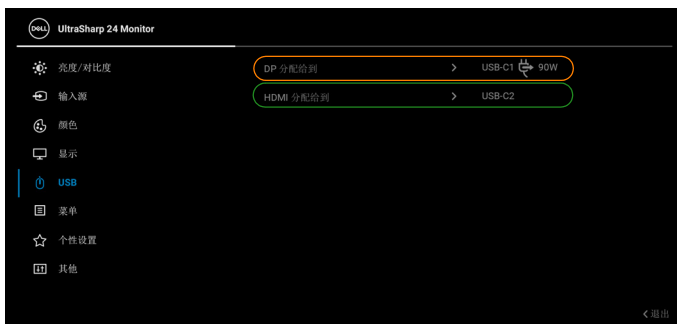 DELL UltraSharp 24 Monitor
亮度/对比度
DP 分配给到 > USB-C1 90W
输入源
HDMI 分配给到 > USB-C2
颜色
显示
USB
菜单
个性设置
其他
<退出